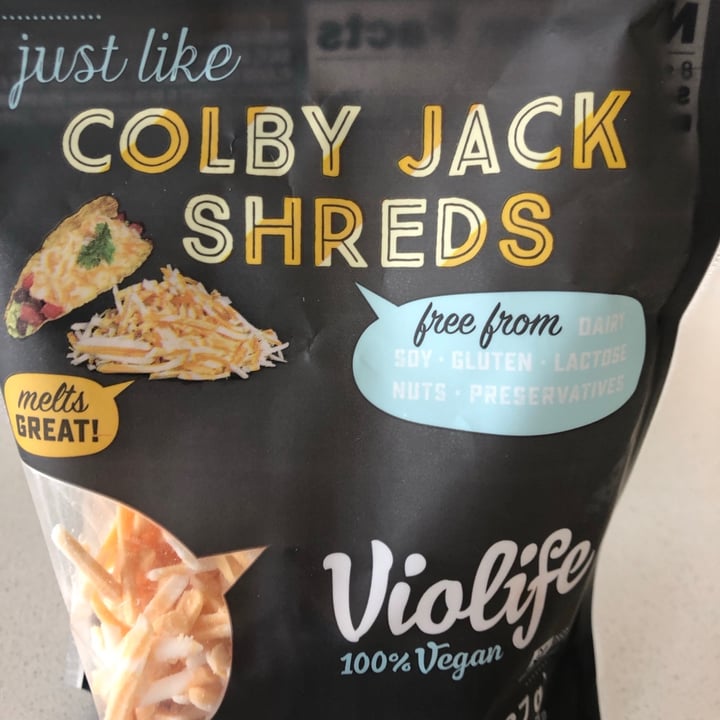 just like
COLBY JACK
SHREDS
free from DAIRY
SOY · GLUTEN · LACTOSE
NUTS · PRESERVATIVES
melts
GREAT!
Violife
100% Vegan